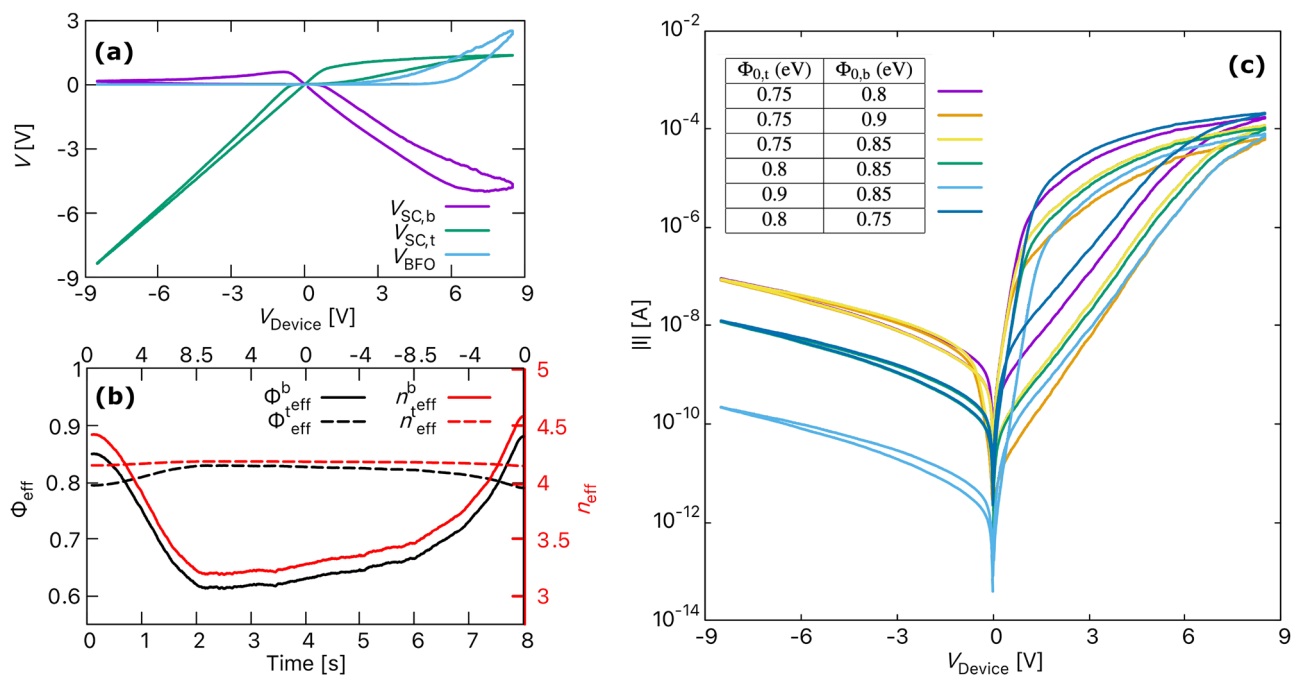 (a)
3
0
-3
-6
-9
V [V]
V_SC,b
V_SC,t
V_BFO
-9 -6 -3 0 3 6 9
V_Device [V]
0 4 8.5 4 0 -4 -8.5 -4 0
(b)
Φ^b_eff n^b_eff
Φ^t_eff n^t_eff
1
0.9
0.8
0.7
0.6
Φ_eff
5
4.5
4
3.5
3
n_eff
0 1 2 3 4 5 6 7 8
Time [s]
(c)
Φ_0,t (eV) Φ_0,b (eV)
0.75 0.8
0.75 0.9
0.75 0.85
0.8 0.85
0.9 0.85
0.8 0.75
10^-2
10^-4
10^-6
10^-8
10^-10
10^-12
10^-14
|I| [A]
-9 -6 -3 0 3 6 9
V_Device [V]